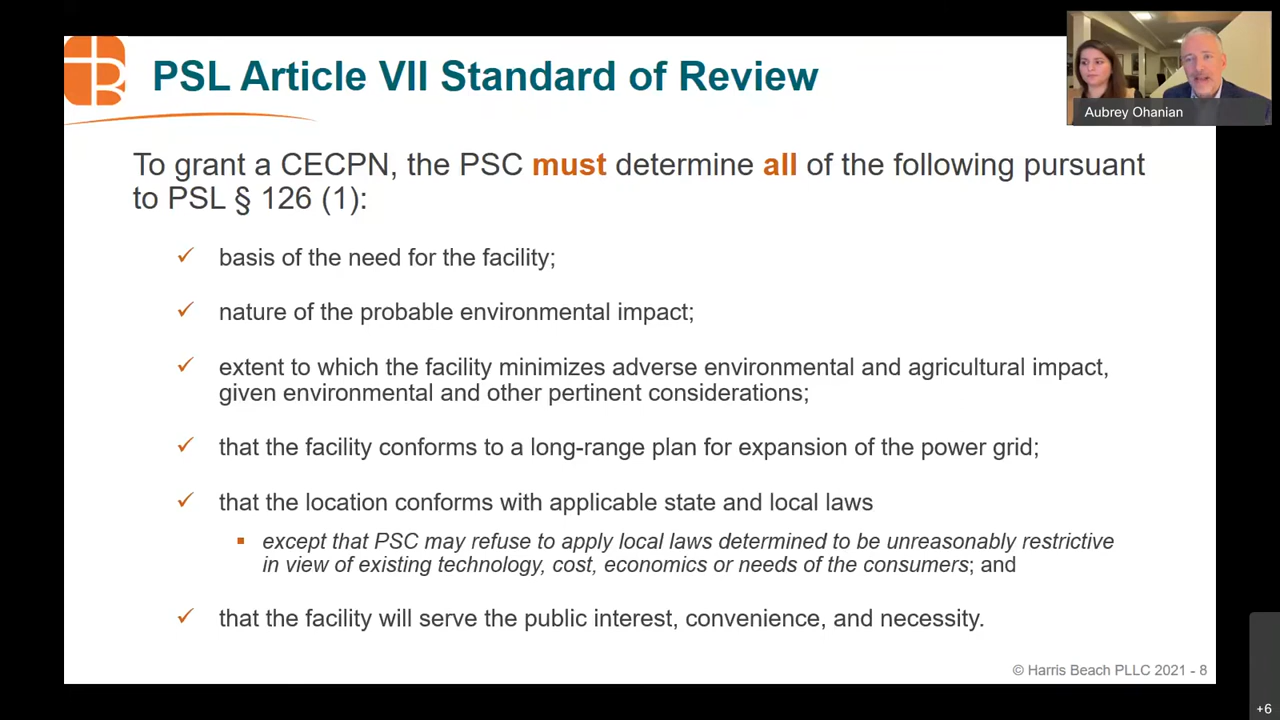 PSL Article VII Standard of Review
Aubrey Ohanian
To grant a CECPN, the PSC must determine all of the following pursuant
to PSL § 126 (1):
✓ basis of the need for the facility;
✓ nature of the probable environmental impact;
✓ extent to which the facility minimizes adverse environmental and agricultural impact,
given environmental and other pertinent considerations;
✓ that the facility conforms to a long-range plan for expansion of the power grid;
✓ that the location conforms with applicable state and local laws
▪ except that PSC may refuse to apply local laws determined to be unreasonably restrictive
in view of existing technology, cost, economics or needs of the consumers; and
✓ that the facility will serve the public interest, convenience, and necessity.
© Harris Beach PLLC 2021 - 8
+6